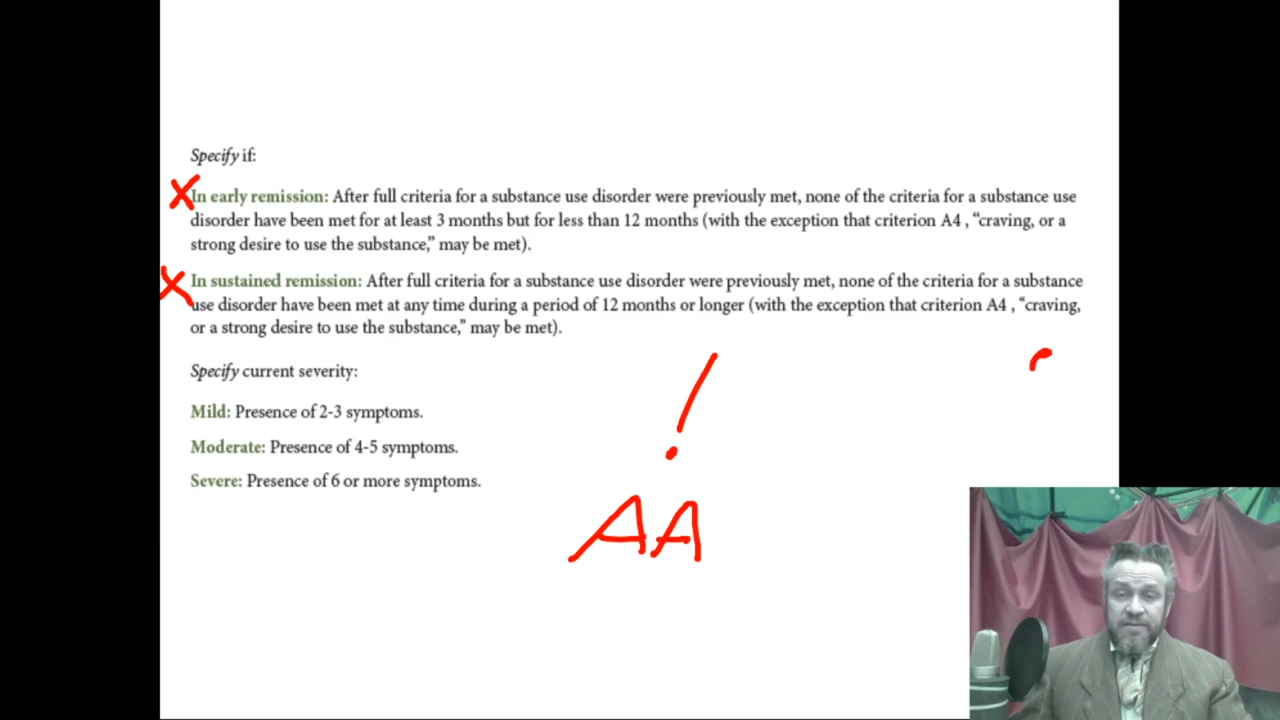 Specify if:
In early remission: After full criteria for a substance use disorder were previously met, none of the criteria for a substance use
disorder have been met for at least 3 months but for less than 12 months (with the exception that criterion A4 , “craving, or a
strong desire to use the substance,” may be met).
In sustained remission: After full criteria for a substance use disorder were previously met, none of the criteria for a substance
use disorder have been met at any time during a period of 12 months or longer (with the exception that criterion A4 , “craving,
or a strong desire to use the substance,” may be met).
Specify current severity:
Mild: Presence of 2-3 symptoms.
Moderate: Presence of 4-5 symptoms.
Severe: Presence of 6 or more symptoms.
!
AA